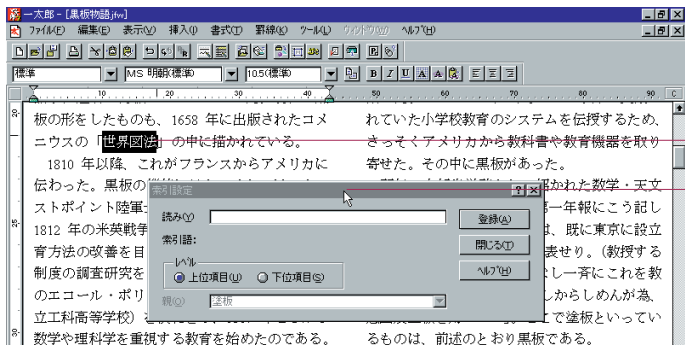 一太郎 - [黒板物語.jfw]
ファイル(F) 編集(E) 表示(V) 挿入(I) 書式(T) 罫線(K) ツール(L) ウィンドウ(W) ヘルプ(H)
標準 MS 明朝(標準) 10.5(標準) B I U A A
10 20 30 40 50 60 70 80 90
板の形をしたものも、1658 年に出版されたコメ
ニウスの「世界図法」の中に描かれている。
1810 年以降、これがフランスからアメリカに
伝わった。黒板の
ストポイント陸軍
1812 年の米英戦争
育方法の改善を目
制度の調査研究を
のエコール・ポリ
立工科高等学校)
数学や理科学を重視する教育を始めたのである。
れていた小学校教育のシステムを伝授するため、
さっそくアメリカから教科書や教育機器を取り
寄せた。その中に黒板があった。
かれた数学・天文
一年報にこう記し
は、既に東京に設立
表せり。(教授する
し一斉にこれを教
しからしめんが為、
こで塗板といってい
るものは、前述のとおり黒板である。
索引設定
読み(Y)
索引語:
レベル
上位項目(U) 下位項目(S)
親(O) 塗板
登録(A)
閉じる(T)
ヘルプ(H)